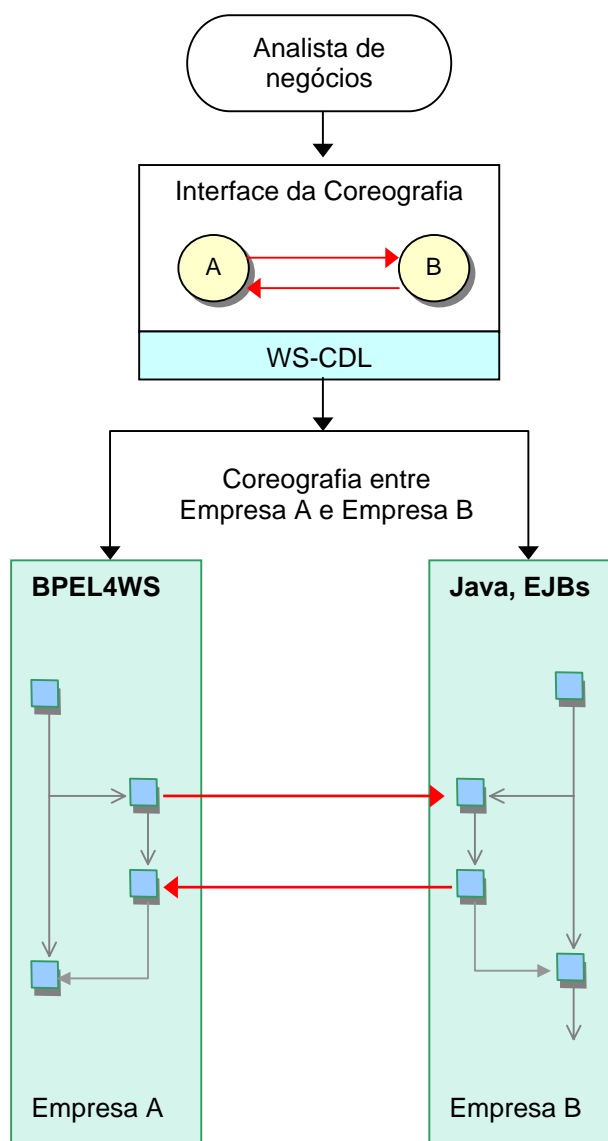 Analista de
negócios
Interface da Coreografia
A
B
WS-CDL
Coreografia entre
Empresa A e Empresa B
BPEL4WS
Java, EJBs
Empresa A
Empresa B